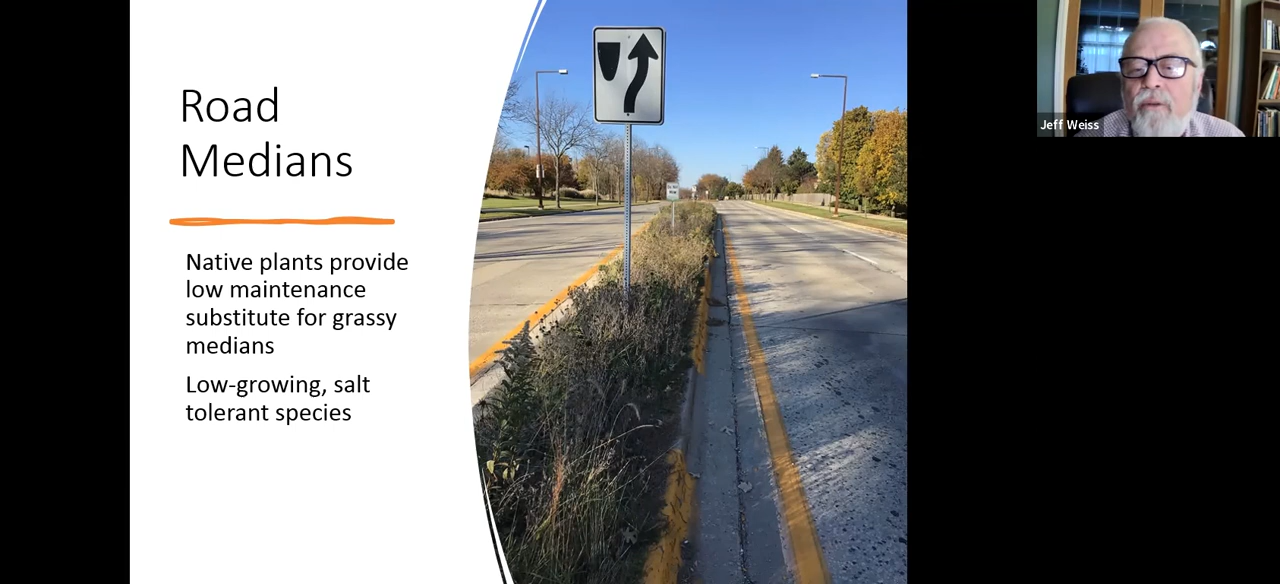 Road
Medians
Native plants provide
low maintenance
substitute for grassy
medians
Low-growing, salt
tolerant species
Jeff Weiss